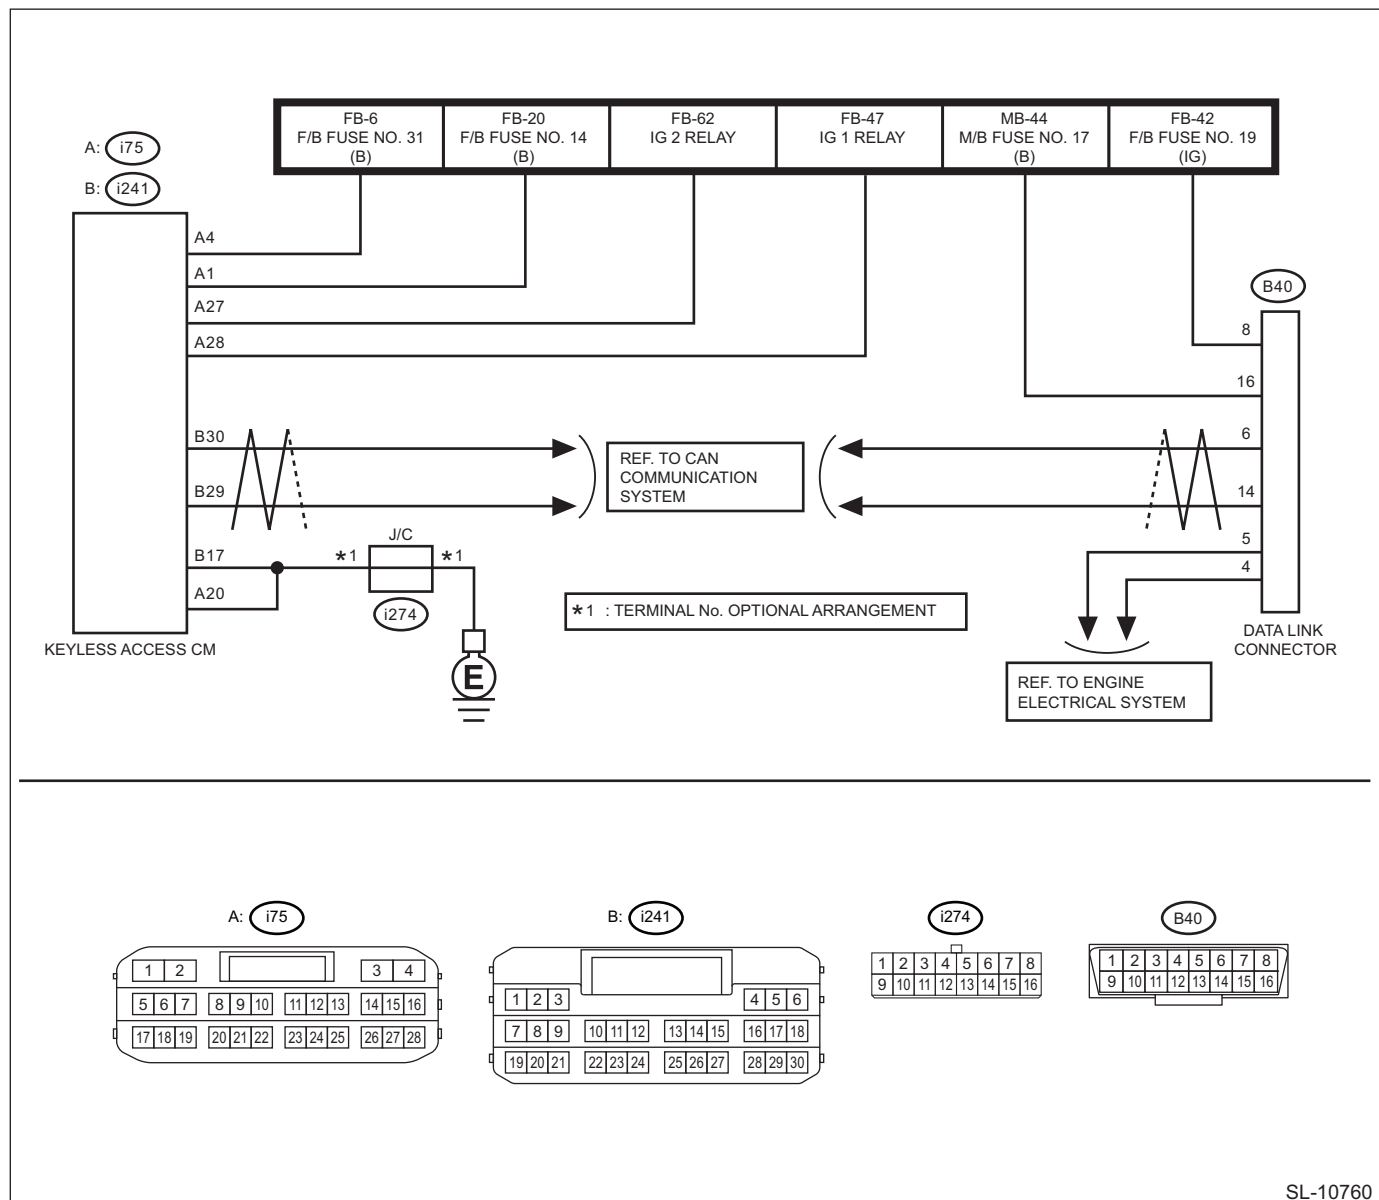 FB-6
F/B FUSE NO. 31
(B)
FB-20
F/B FUSE NO. 14
(B)
FB-62
IG 2 RELAY
FB-47
IG 1 RELAY
MB-44
M/B FUSE NO. 17
(B)
FB-42
F/B FUSE NO. 19
(IG)
A: i75
B: i241
A4
A1
A27
A28
B30
B29
B17
A20
KEYLESS ACCESS CM
*1
J/C
*1
i274
E
REF. TO CAN
COMMUNICATION
SYSTEM
*1 : TERMINAL No. OPTIONAL ARRANGEMENT
B40
8
16
6
14
5
4
DATA LINK
CONNECTOR
REF. TO ENGINE
ELECTRICAL SYSTEM
A: i75
1 2 3 4
5 6 7 8 9 10 11 12 13 14 15 16
17 18 19 20 21 22 23 24 25 26 27 28
B: i241
1 2 3 4 5 6
7 8 9 10 11 12 13 14 15 16 17 18
19 20 21 22 23 24 25 26 27 28 29 30
i274
1 2 3 4 5 6 7 8
9 10 11 12 13 14 15 16
B40
1 2 3 4 5 6 7 8
9 10 11 12 13 14 15 16
SL-10760